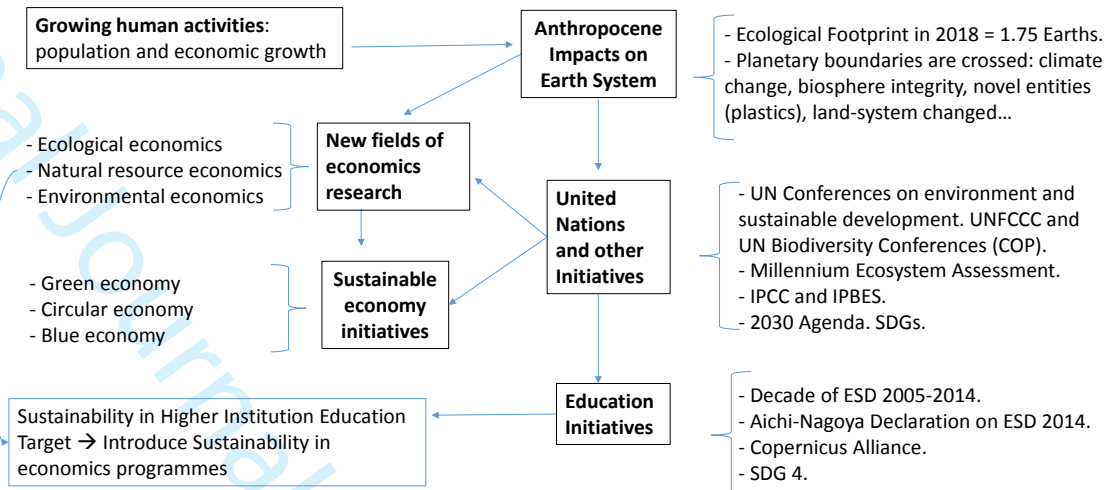 Growing human activities:
population and economic growth
Anthropocene
Impacts on
Earth System
- Ecological Footprint in 2018 = 1.75 Earths.
- Planetary boundaries are crossed: climate
change, biosphere integrity, novel entities
(plastics), land-system changed…
- Ecological economics
- Natural resource economics
- Environmental economics
New fields of
economics
research
United
Nations
and other
Initiatives
- UN Conferences on environment and
sustainable development. UNFCCC and
UN Biodiversity Conferences (COP).
- Millennium Ecosystem Assessment.
- IPCC and IPBES.
- 2030 Agenda. SDGs.
- Green economy
- Circular economy
- Blue economy
Sustainable
economy
initiatives
Sustainability in Higher Institution Education
Target → Introduce Sustainability in
economics programmes
Education
Initiatives
- Decade of ESD 2005-2014.
- Aichi-Nagoya Declaration on ESD 2014.
- Copernicus Alliance.
- SDG 4.
Journal